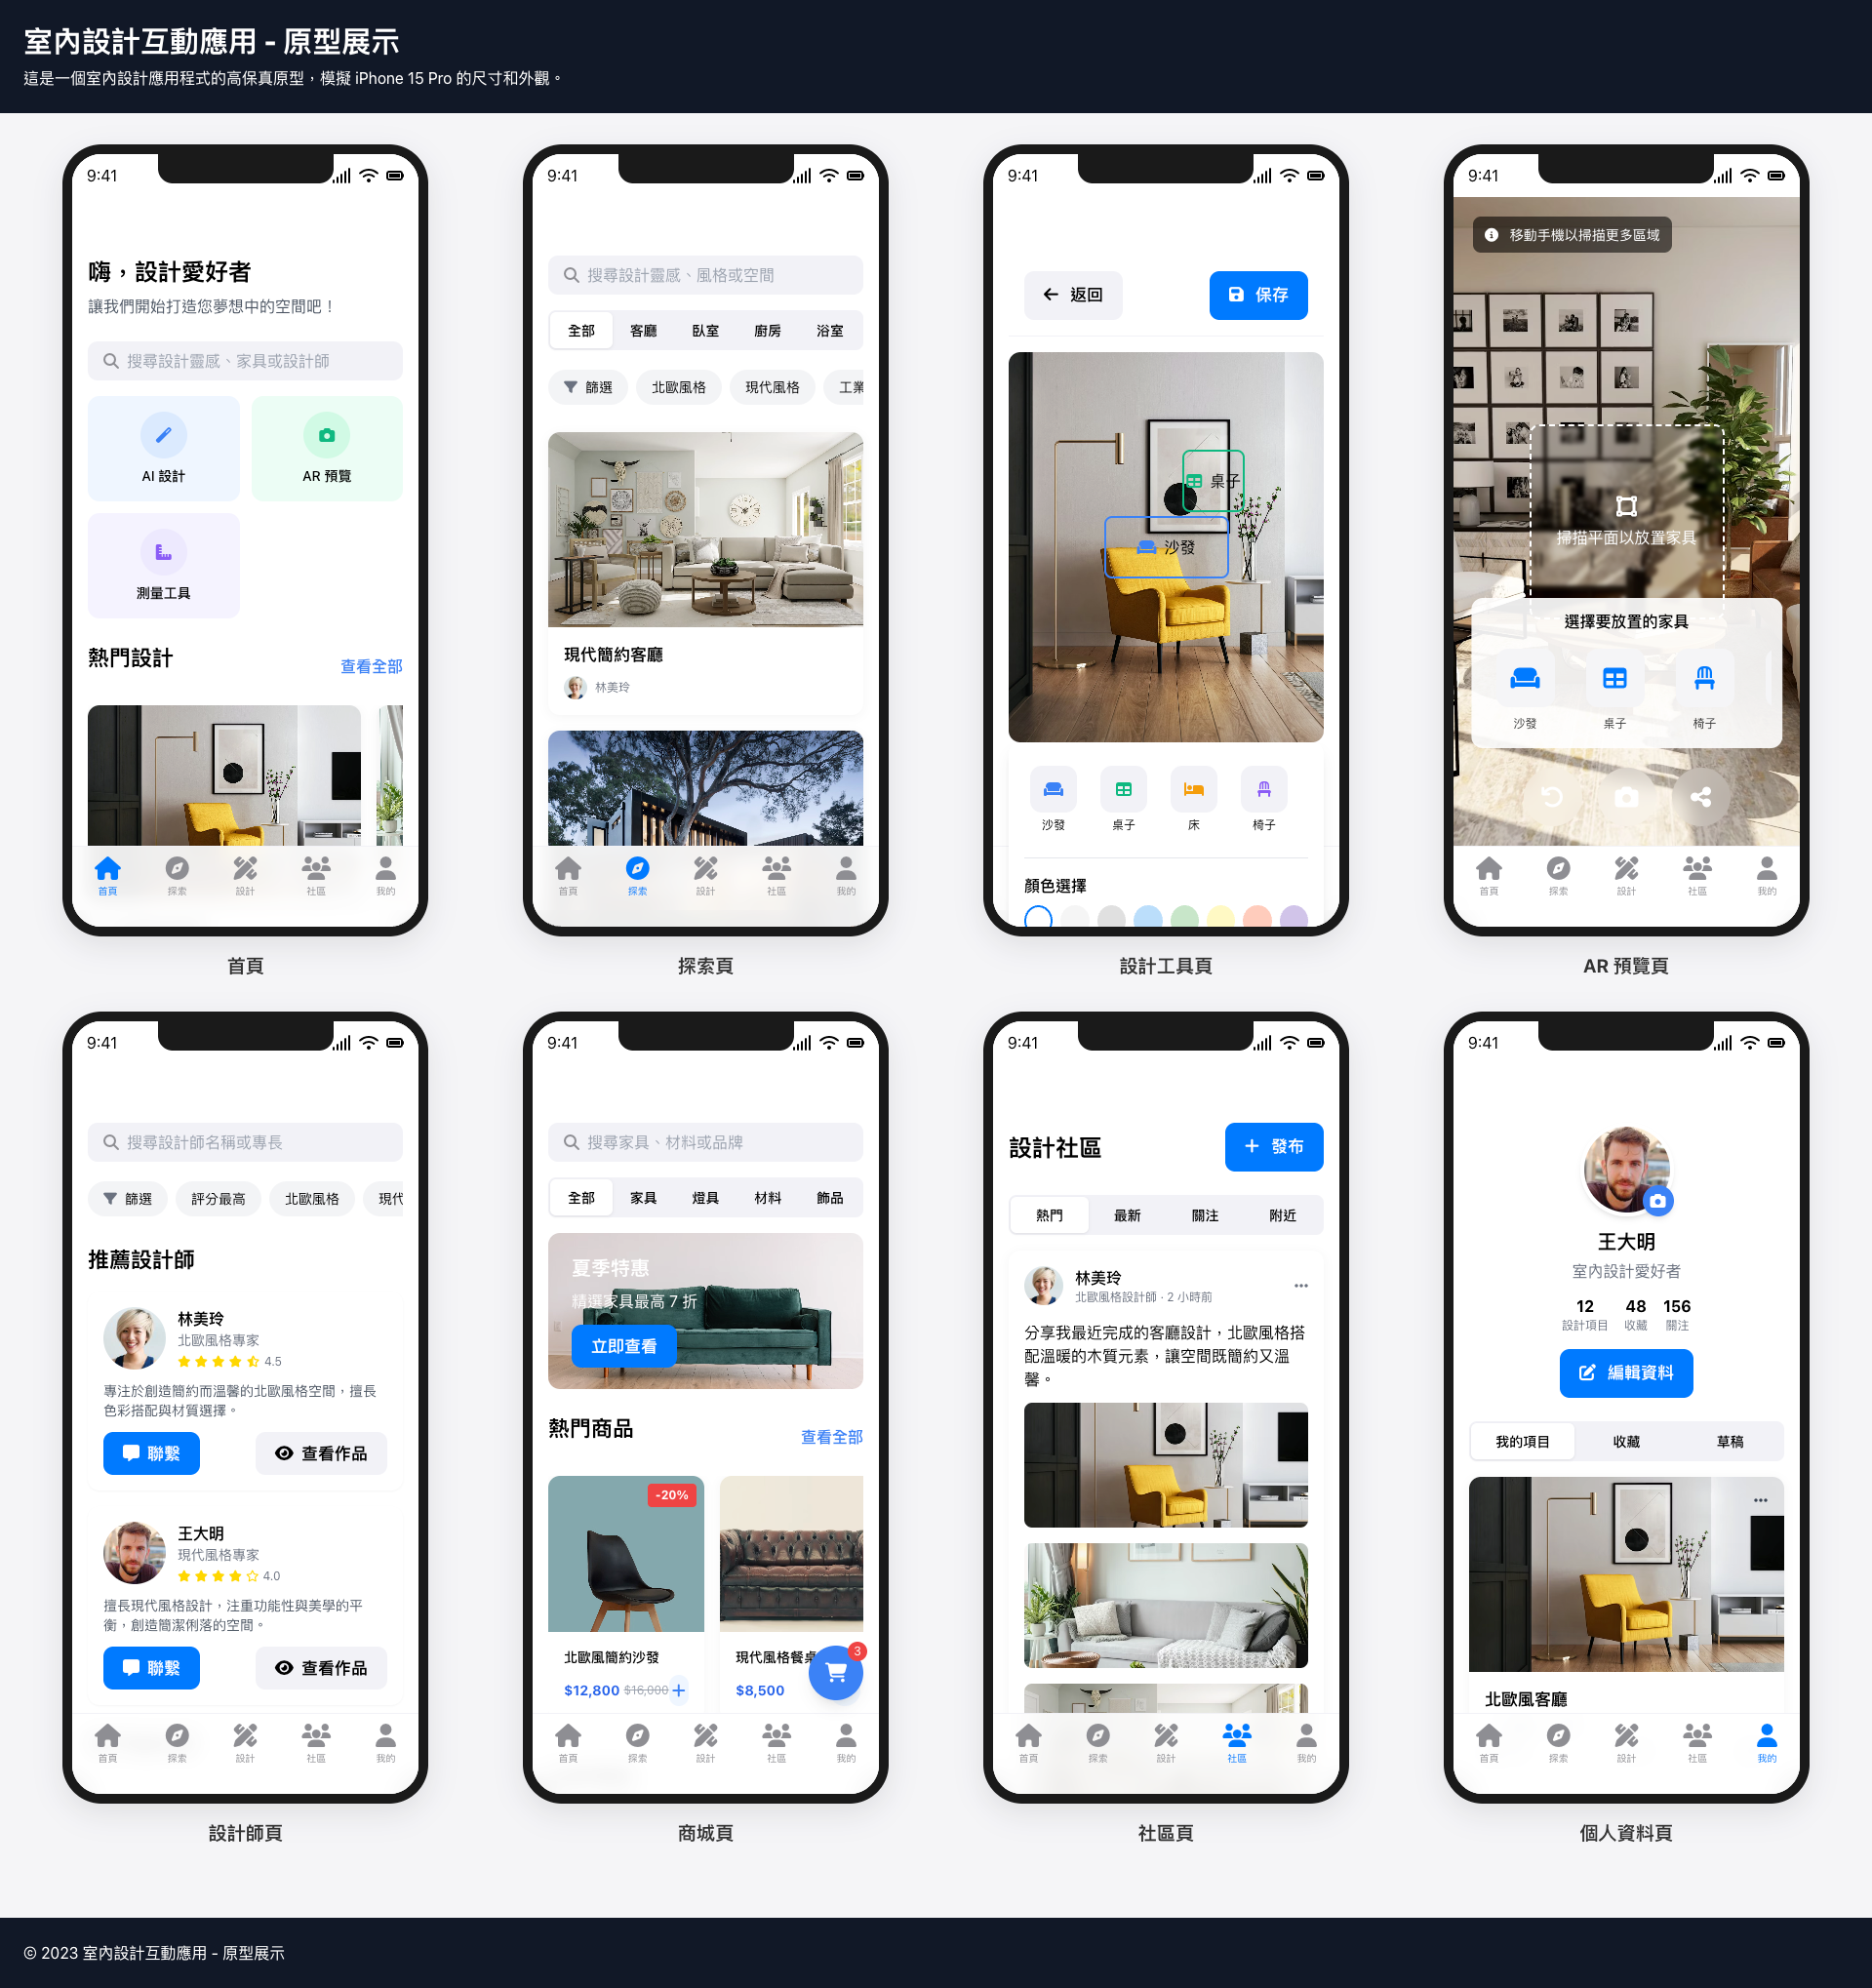 室內設計互動應用 - 原型展示
這是一個室內設計應用程式的高保真原型，模擬 iPhone 15 Pro 的尺寸和外觀。
9:41
嗨，設計愛好者
讓我們開始打造您夢想中的空間吧！
搜尋設計靈感、家具或設計師
AI 設計
AR 預覽
測量工具
熱門設計
查看全部
首頁
探索
設計
社區
我的
首頁
9:41
搜尋設計靈感、風格或空間
全部
客廳
臥室
廚房
浴室
篩選
北歐風格
現代風格
工業
現代簡約客廳
林美玲
首頁
探索
設計
社區
我的
探索頁
9:41
返回
保存
桌子
沙發
沙發
桌子
床
椅子
顏色選擇
設計工具頁
9:41
移動手機以掃描更多區域
掃描平面以放置家具
選擇要放置的家具
沙發
桌子
椅子
首頁
探索
設計
社區
我的
AR 預覽頁
9:41
搜尋設計師名稱或專長
篩選
評分最高
北歐風格
現代
推薦設計師
林美玲
北歐風格專家
4.5
專注於創造簡約而溫馨的北歐風格空間，擅長
色彩搭配與材質選擇。
聯繫
查看作品
王大明
現代風格專家
4.0
擅長現代風格設計，注重功能性與美學的平
衡，創造簡潔俐落的空間。
聯繫
查看作品
首頁
探索
設計
社區
我的
設計師頁
9:41
搜尋家具、材料或品牌
全部
家具
燈具
材料
飾品
夏季特惠
精選家具最高 7 折
立即查看
熱門商品
查看全部
-20%
北歐風簡約沙發
$12,800 $16,000
現代風格餐桌
$8,500
3
首頁
探索
設計
社區
我的
商城頁
9:41
設計社區
發布
熱門
最新
關注
附近
林美玲
北歐風格設計師 · 2 小時前
分享我最近完成的客廳設計，北歐風格搭
配溫暖的木質元素，讓空間既簡約又溫
馨。
首頁
探索
設計
社區
我的
社區頁
9:41
王大明
室內設計愛好者
12
設計項目
48
收藏
156
關注
編輯資料
我的項目
收藏
草稿
北歐風客廳
首頁
探索
設計
社區
我的
個人資料頁
© 2023 室內設計互動應用 - 原型展示